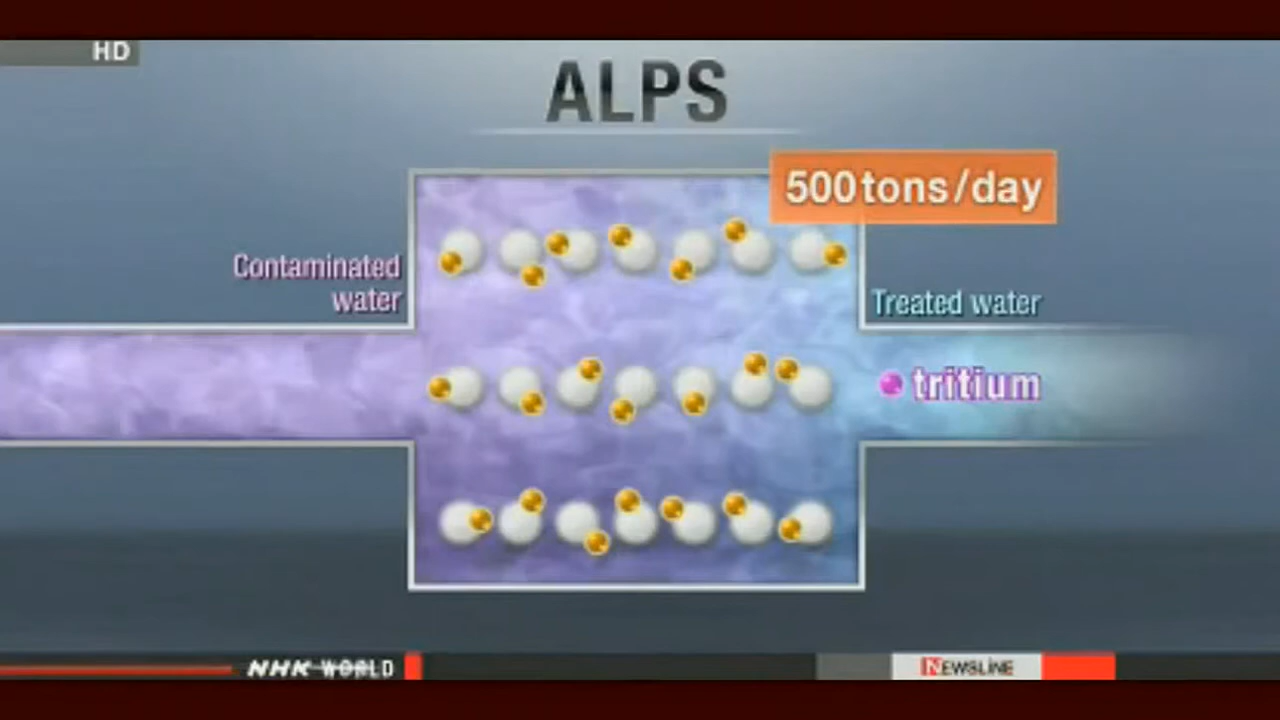 HD
ALPS
500tons/day
Contaminated
water
Treated water
tritium
NHK WORLD
NEWSLINE